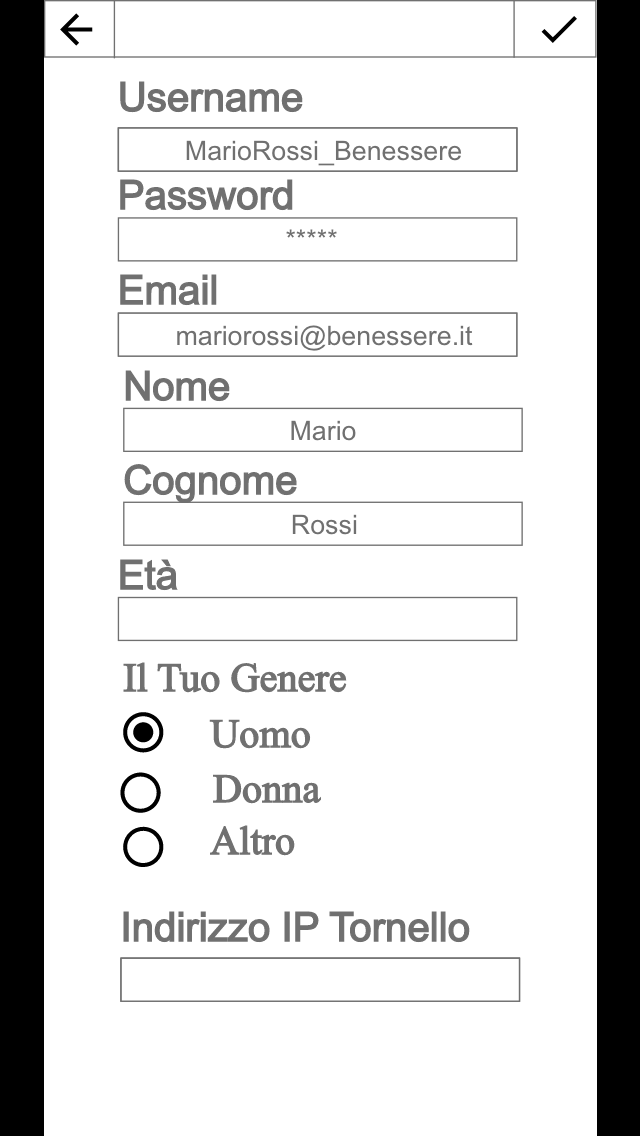 Username
MarioRossi_Benessere
Password
*****
Email
mariorossi@benessere.it
Nome
Mario
Cognome
Rossi
Età
Il Tuo Genere
Uomo
Donna
Altro
Indirizzo IP Tornello